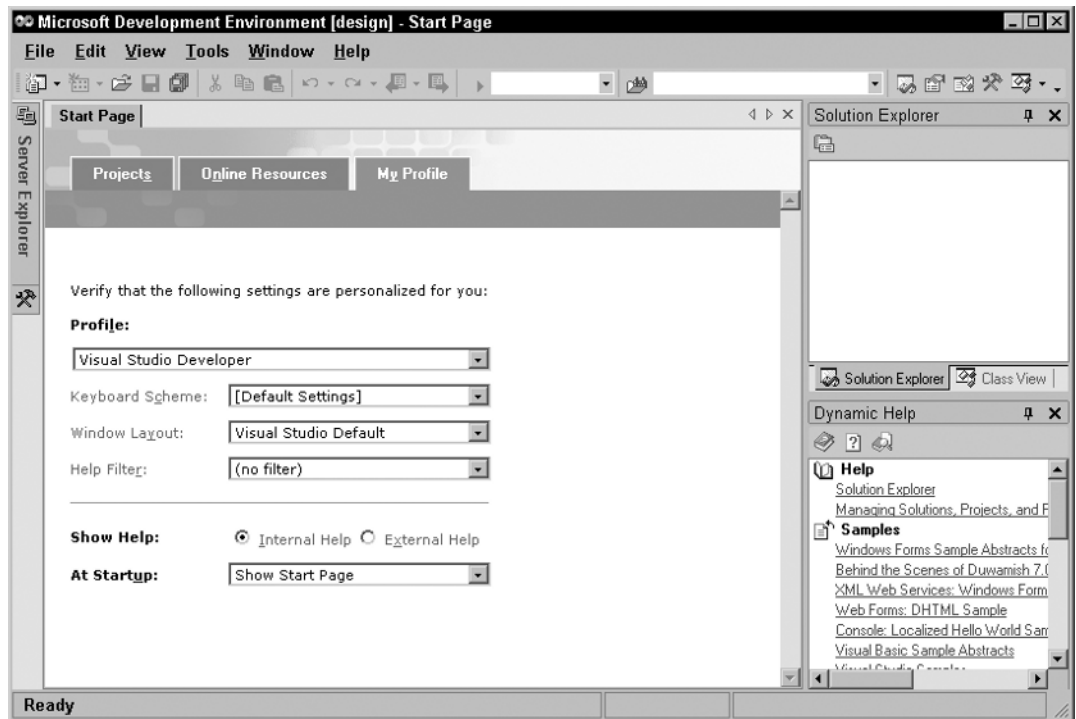 Microsoft Development Environment [design] - Start Page
File Edit View Tools Window Help
Server Explorer
Start Page
Projects Online Resources My Profile
Verify that the following settings are personalized for you:
Profile:
Visual Studio Developer
Keyboard Scheme: [Default Settings]
Window Layout: Visual Studio Default
Help Filter: (no filter)
Show Help: Internal Help External Help
At Startup: Show Start Page
Solution Explorer
Solution Explorer Class View
Dynamic Help
Help
Solution Explorer
Managing Solutions, Projects, and F
Samples
Windows Forms Sample Abstracts fo
Behind the Scenes of Duwamish 7.0
XML Web Services: Windows Form
Web Forms: DHTML Sample
Console: Localized Hello World Sam
Visual Basic Sample Abstracts
Visual Studio Samples
Ready